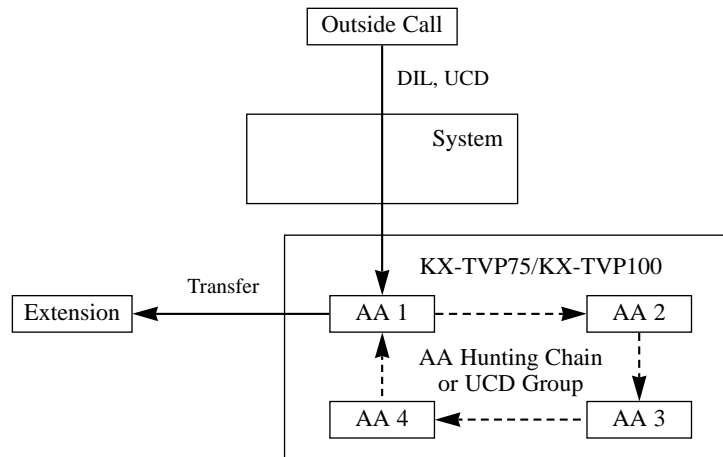 Outside Call
DIL, UCD
System
KX-TVP75/KX-TVP100
Transfer
Extension
AA 1
AA 2
AA Hunting Chain
or UCD Group
AA 4
AA 3